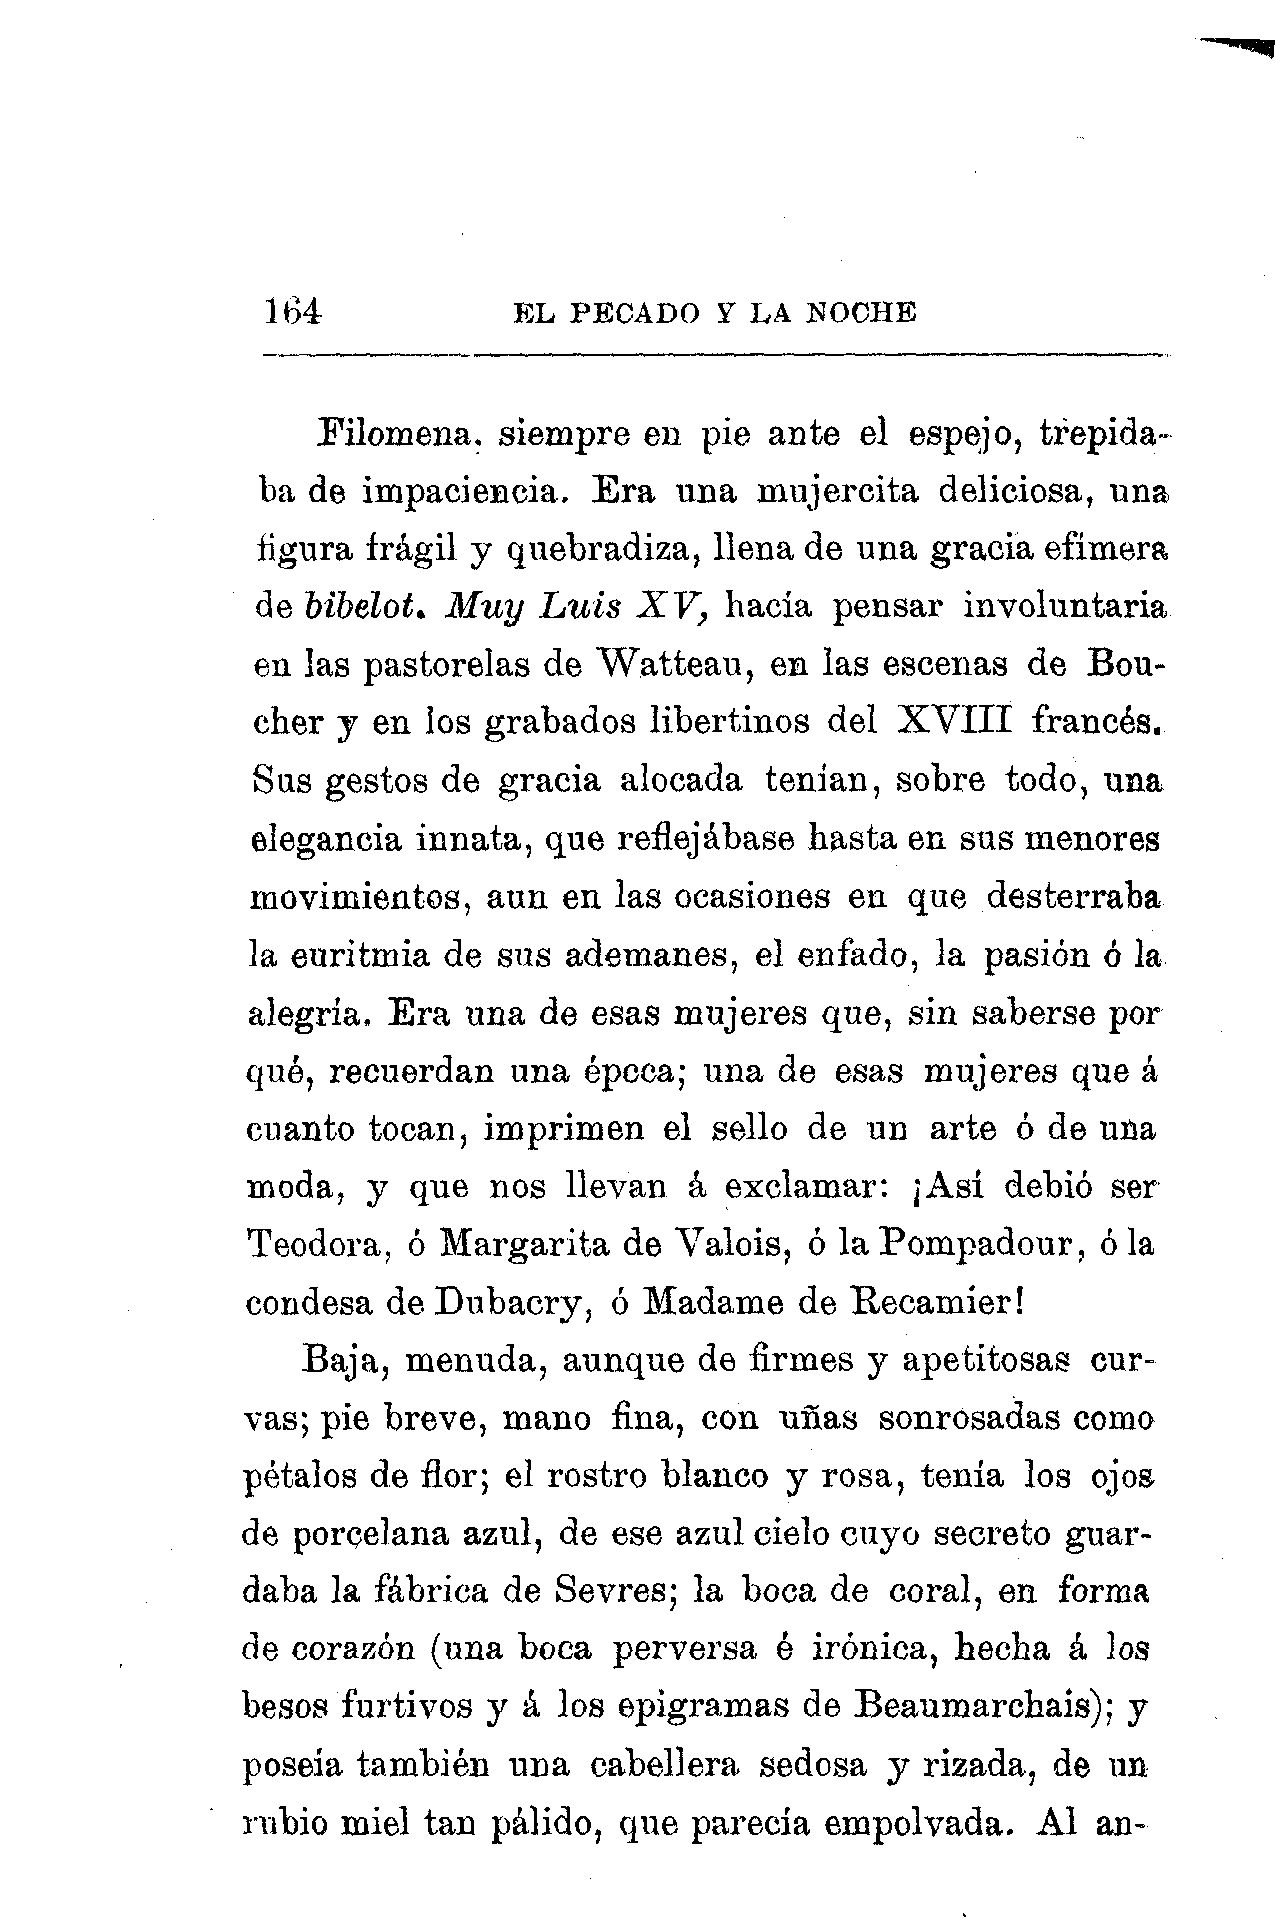 164 EL PECADO Y LA NOCHE
Filomena, siempre en pie ante el espejo, trepida-
ba de impaciencia. Era una mujercita deliciosa, una
figura frágil y quebradiza, llena de una gracia efímera
de bibelot. Muy Luis XV, hacía pensar involuntaria
en las pastorelas de Watteau, en las escenas de Bou-
cher y en los grabados libertinos del XVIII francés.
Sus gestos de gracia alocada tenían, sobre todo, una
elegancia innata, que reflejábase hasta en sus menores
movimientos, aun en las ocasiones en que desterraba
la euritmia de sus ademanes, el enfado, la pasión ó la
alegría. Era una de esas mujeres que, sin saberse por
qué, recuerdan una épcca; una de esas mujeres que á
cuanto tocan, imprimen el sello de un arte ó de una
moda, y que nos llevan á exclamar: ¡Así debió ser
Teodora, ó Margarita de Valois, ó la Pompadour, ó la
condesa de Dubacry, ó Madame de Recamier!
Baja, menuda, aunque de firmes y apetitosas cur-
vas; pie breve, mano fina, con uñas sonrosadas como
pétalos de flor; el rostro blanco y rosa, tenía los ojos
de porcelana azul, de ese azul cielo cuyo secreto guar-
daba la fábrica de Sevres; la boca de coral, en forma
de corazón (una boca perversa é irónica, hecha á los
besos furtivos y á los epigramas de Beaumarchais); y
poseía también una cabellera sedosa y rizada, de un
rubio miel tan pálido, que parecía empolvada. Al an-